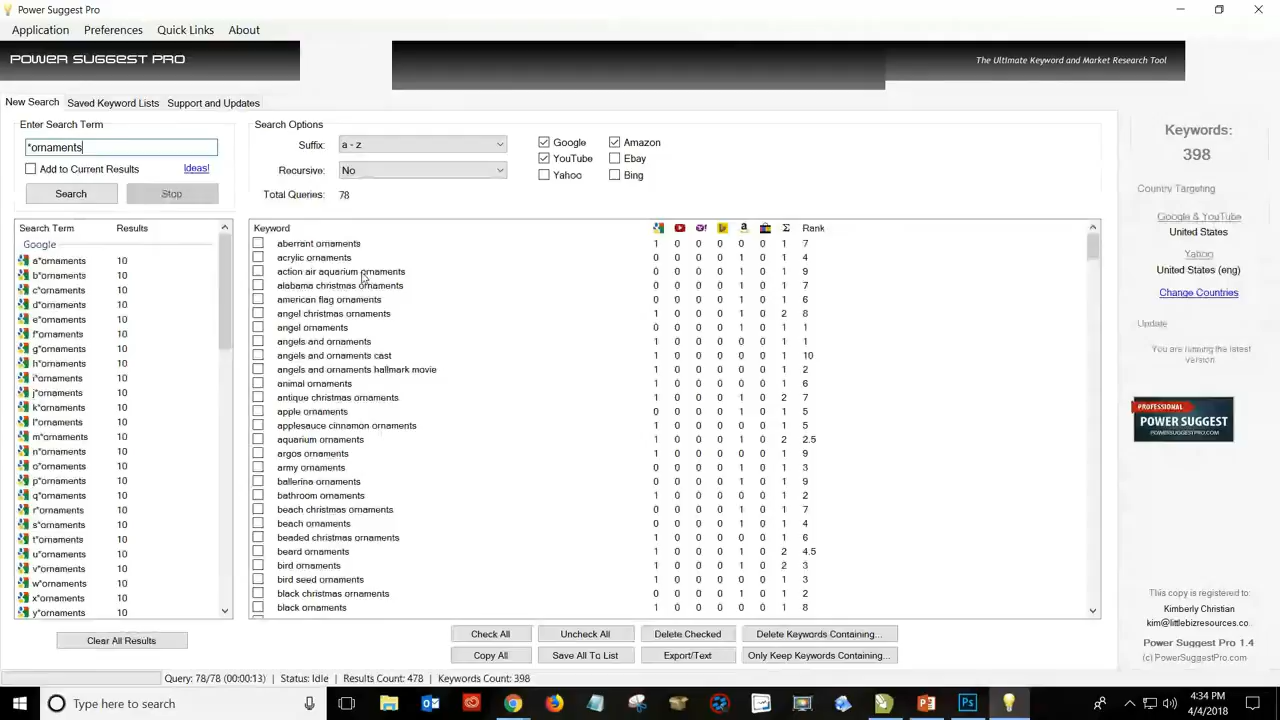 Power Suggest Pro
Application Preferences Quick Links About
POWER SUGGEST PRO
The Ultimate Keyword and Market Research Tool
New Search Saved Keyword Lists Support and Updates
Enter Search Term
*ornaments
Add to Current Results Ideas!
Search Stop
Search Options
Suffix: a - z
Recursive: No
Total Queries: 78
Google Amazon
YouTube Ebay
Yahoo Bing
Keywords:
398
Country Targeting
Google & YouTube
United States
Yahoo
United States (eng)
Change Countries
Update
You are running the latest
version
PROFESSIONAL
POWER SUGGEST
POWERSUGGESTPRO.COM
This copy is registered to:
Kimberly Christian
kim@littlebizresources.co
Power Suggest Pro 1.4
(c) PowerSuggestPro.com
Search Term Results
Google
a*ornaments 10
b*ornaments 10
c*ornaments 10
d*ornaments 10
e*ornaments 10
f*ornaments 10
g*ornaments 10
h*ornaments 10
i*ornaments 10
j*ornaments 10
k*ornaments 10
l*ornaments 10
m*ornaments 10
n*ornaments 10
o*ornaments 10
p*ornaments 10
q*ornaments 10
r*ornaments 10
s*ornaments 10
t*ornaments 10
u*ornaments 10
v*ornaments 10
w*ornaments 10
x*ornaments 10
y*ornaments 10
Clear All Results
Keyword Σ Rank
aberrant ornaments 1 0 0 0 0 0 1 7
acrylic ornaments 1 0 0 0 0 0 1 4
action air aquarium ornaments 0 0 0 0 1 0 1 9
alabama christmas ornaments 0 0 0 0 1 0 1 7
american flag ornaments 0 0 0 0 1 0 1 6
angel christmas ornaments 1 0 0 0 1 0 2 8
angel ornaments 0 0 0 0 1 0 1 1
angels and ornaments 1 0 0 0 0 0 1 1
angels and ornaments cast 1 0 0 0 0 0 1 10
angels and ornaments hallmark movie 1 0 0 0 0 0 1 2
animal ornaments 1 0 0 0 0 0 1 6
antique christmas ornaments 1 0 0 0 1 0 2 7
apple ornaments 0 0 0 0 1 0 1 5
applesauce cinnamon ornaments 1 0 0 0 0 0 1 5
aquarium ornaments 1 0 0 0 1 0 2 2.5
argos ornaments 1 0 0 0 0 0 1 9
army ornaments 0 0 0 0 1 0 1 3
ballerina ornaments 0 0 0 0 1 0 1 9
bathroom ornaments 1 0 0 0 0 0 1 2
beach christmas ornaments 0 0 0 0 1 0 1 7
beach ornaments 0 0 0 0 1 0 1 4
beaded christmas ornaments 1 0 0 0 0 0 1 6
beard ornaments 1 0 0 0 1 0 2 4.5
bird ornaments 1 0 0 0 1 0 2 3
bird seed ornaments 1 0 0 0 0 0 1 3
black christmas ornaments 0 0 0 0 1 0 1 2
black ornaments 1 0 0 0 0 0 1 8
Check All Uncheck All Delete Checked Delete Keywords Containing...
Copy All Save All To List Export/Text Only Keep Keywords Containing...
Query: 78/78 (00:00:13) | Status: Idle | Results Count: 478 | Keywords Count: 398
Type here to search
4:34 PM
4/4/2018